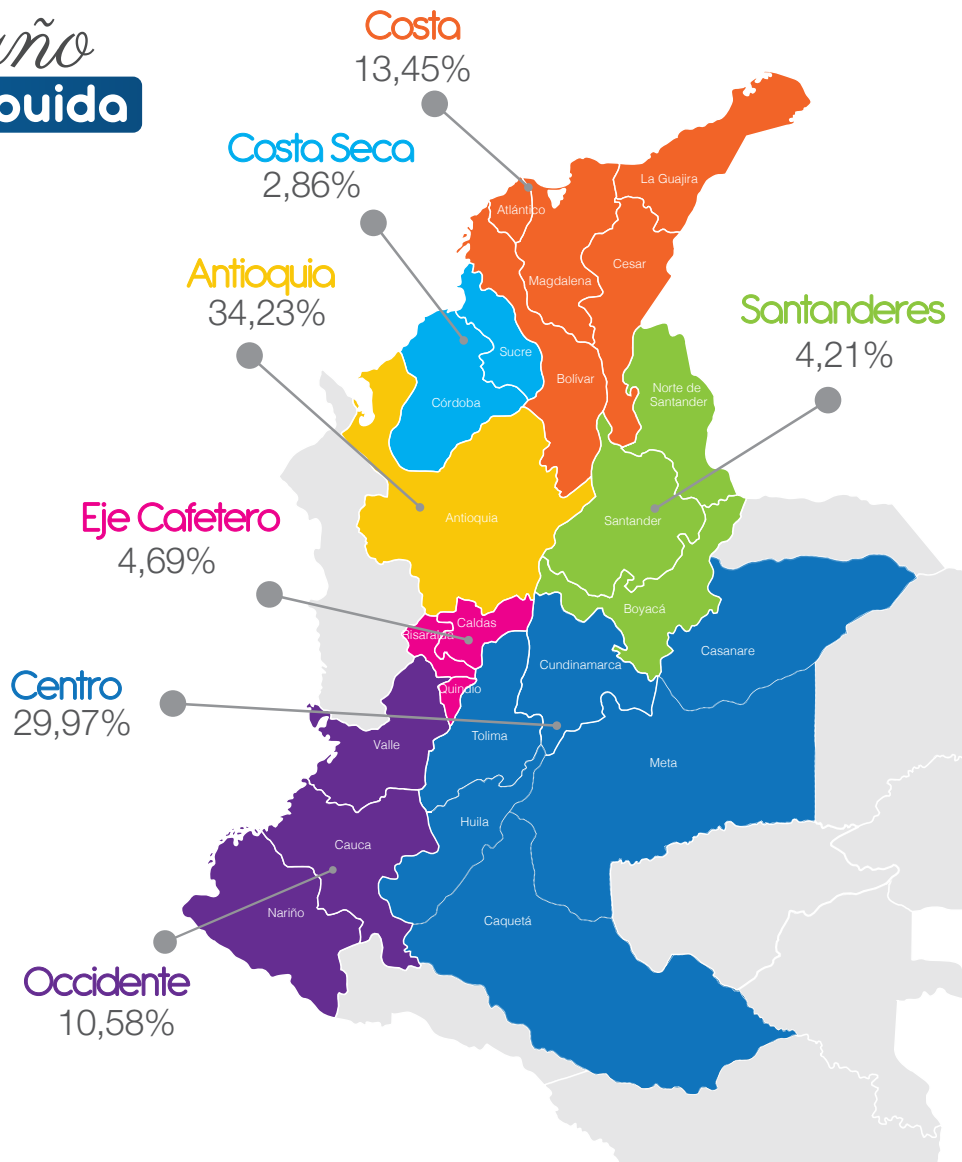 año
buida
Costa
13,45%
Costa Seca
2,86%
Antioquia
34,23%
Santanderes
4,21%
Eje Cafetero
4,69%
Centro
29,97%
Occidente
10,58%
La Guajira
Atlántico
Cesar
Magdalena
Sucre
Bolívar
Córdoba
Norte de
Santander
Antioquia
Santander
Boyacá
Caldas
Risaralda
Quindío
Cundinamarca
Casanare
Tolima
Valle
Meta
Huila
Cauca
Nariño
Caquetá